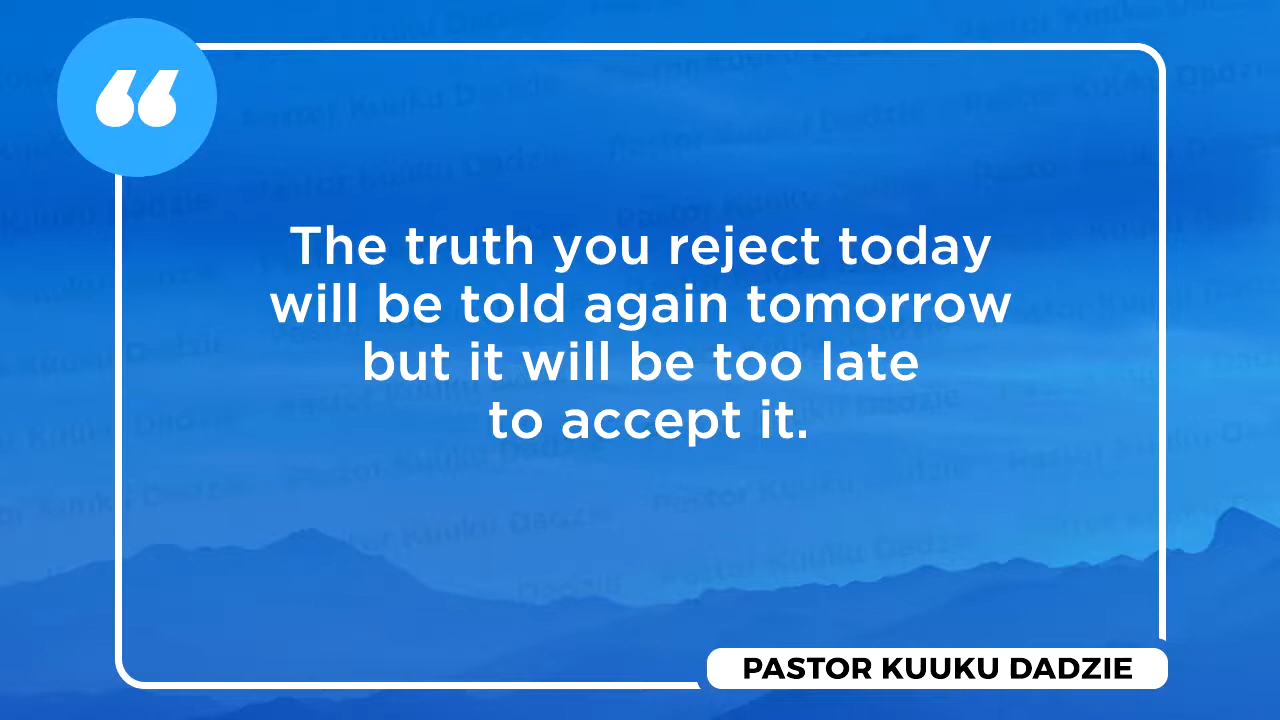 The truth you reject today
will be told again tomorrow
but it will be too late
to accept it.
PASTOR KUUKU DADZIE